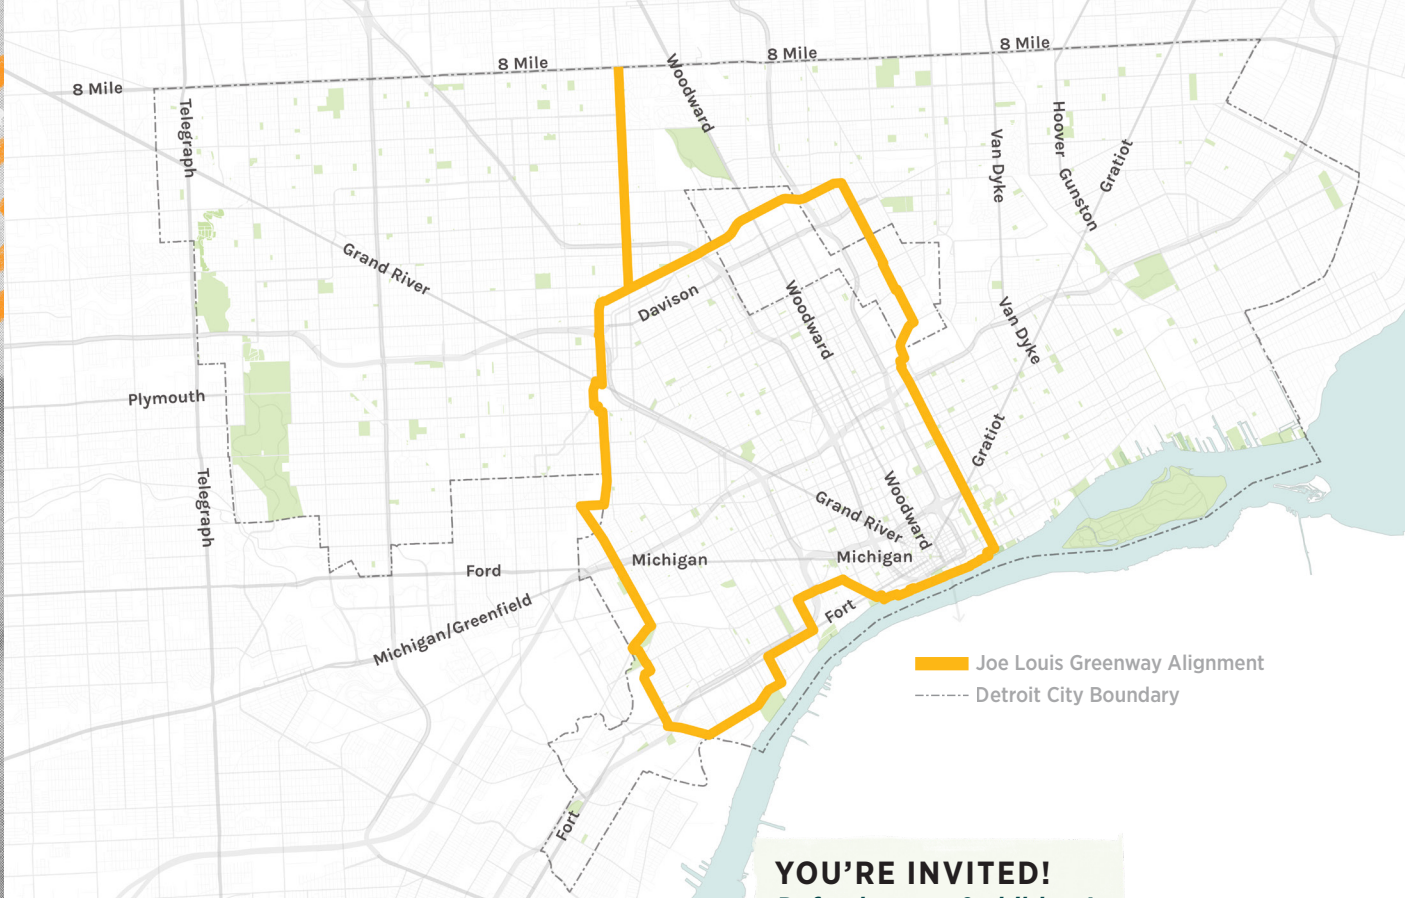 8 Mile
8 Mile
8 Mile
8 Mile
Woodward
Telegraph
Van Dyke
Hoover
Gunston
Gratiot
Grand River
Davison
Woodward
Van Dyke
Plymouth
Gratiot
Telegraph
Grand River
Woodward
Michigan
Michigan
Ford
Michigan/Greenfield
Fort
Joe Louis Greenway Alignment
Detroit City Boundary
Fort
YOU'RE INVITED!